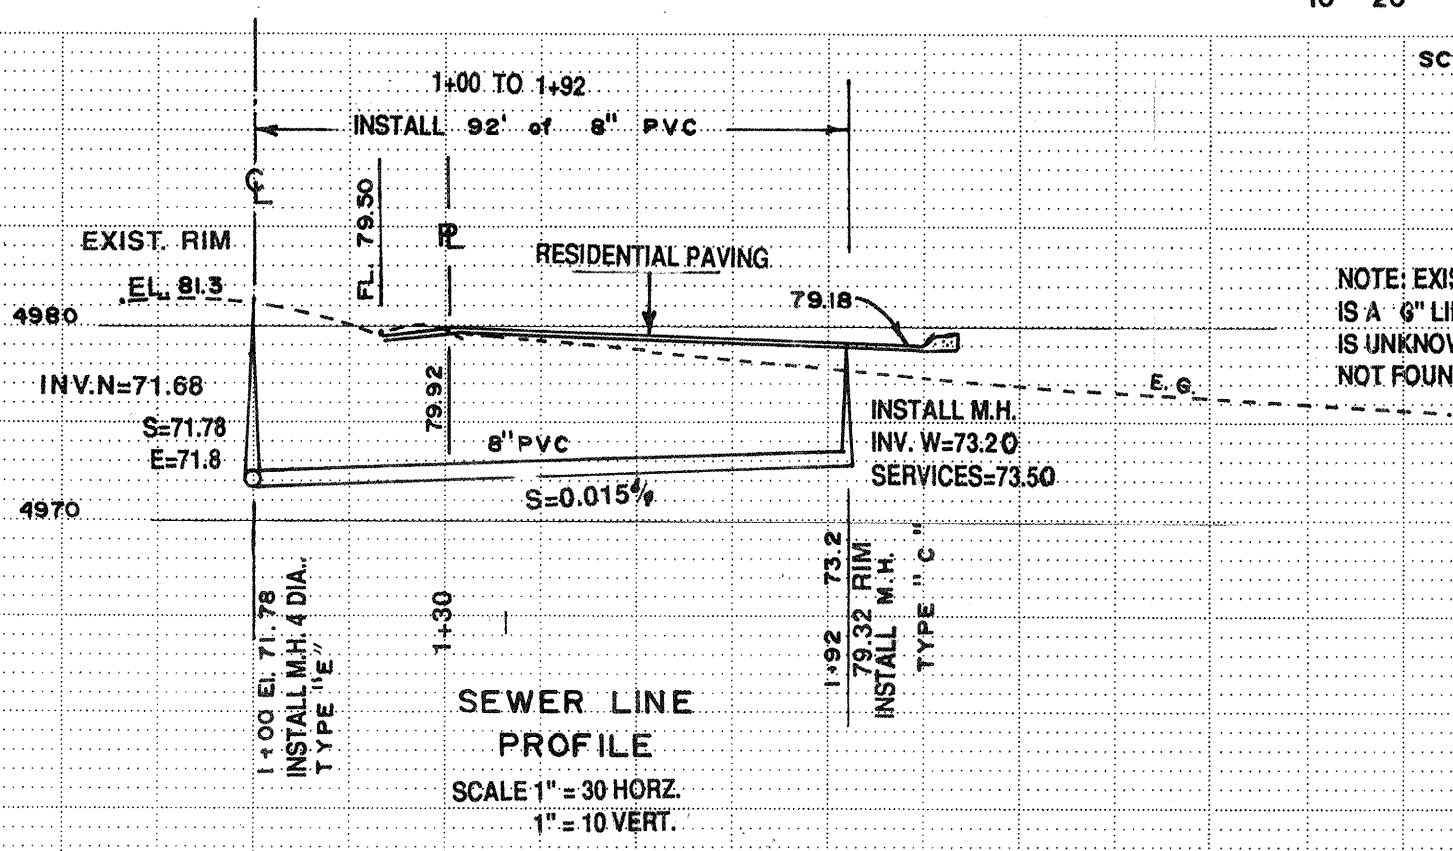 10 20
SC
1+00 TO 1+92
INSTALL 92' of 8" PVC
FL. 79.50
EXIST. RIM
EL. 81.3
RESIDENTIAL PAVING
79.18
NOTE: EXIS
IS A 6" LI
IS UNKNOW
NOT FOUN
4980
INV.N=71.68
S=71.78
E=71.8
79.92
E. G.
INSTALL M.H.
INV. W=73.20
SERVICES=73.50
8" PVC
S=0.015
4970
1+00 El. 71.78
INSTALL M.H. 4 DIA..
TYPE "E"
1+30
1+92 73.2
79.32 RIM
INSTALL M.H.
TYPE "C"
SEWER LINE
PROFILE
SCALE 1" = 30 HORZ.
1" = 10 VERT.